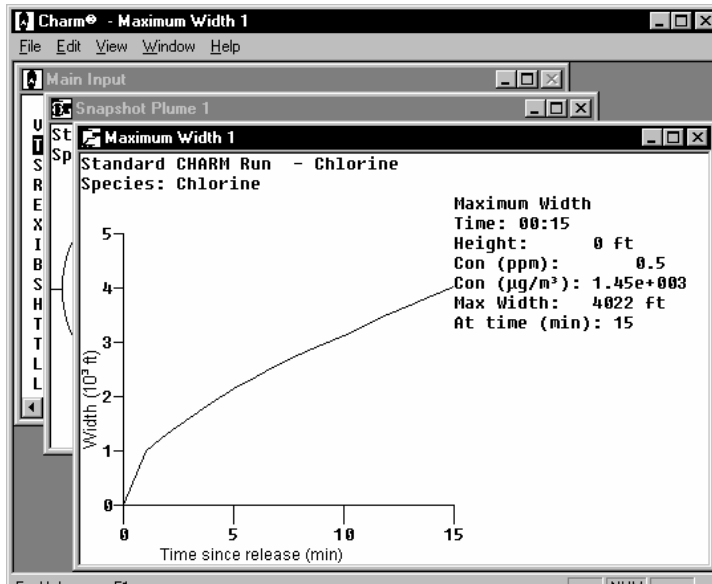 Charm® - Maximum Width 1
File Edit View Window Help
Main Input
Snapshot Plume 1
V St
T Sp
S
R
E
X
I
B
S
H
T
T
L
L
Maximum Width 1
Standard CHARM Run - Chlorine
Species: Chlorine
Maximum Width
Time: 00:15
Height: 0 ft
Con (ppm): 0.5
Con (µg/m³): 1.45e+003
Max Width: 4022 ft
At time (min): 15
Width (10³ ft)
5
4
3
2
1
0
0 5 10 15
Time since release (min)